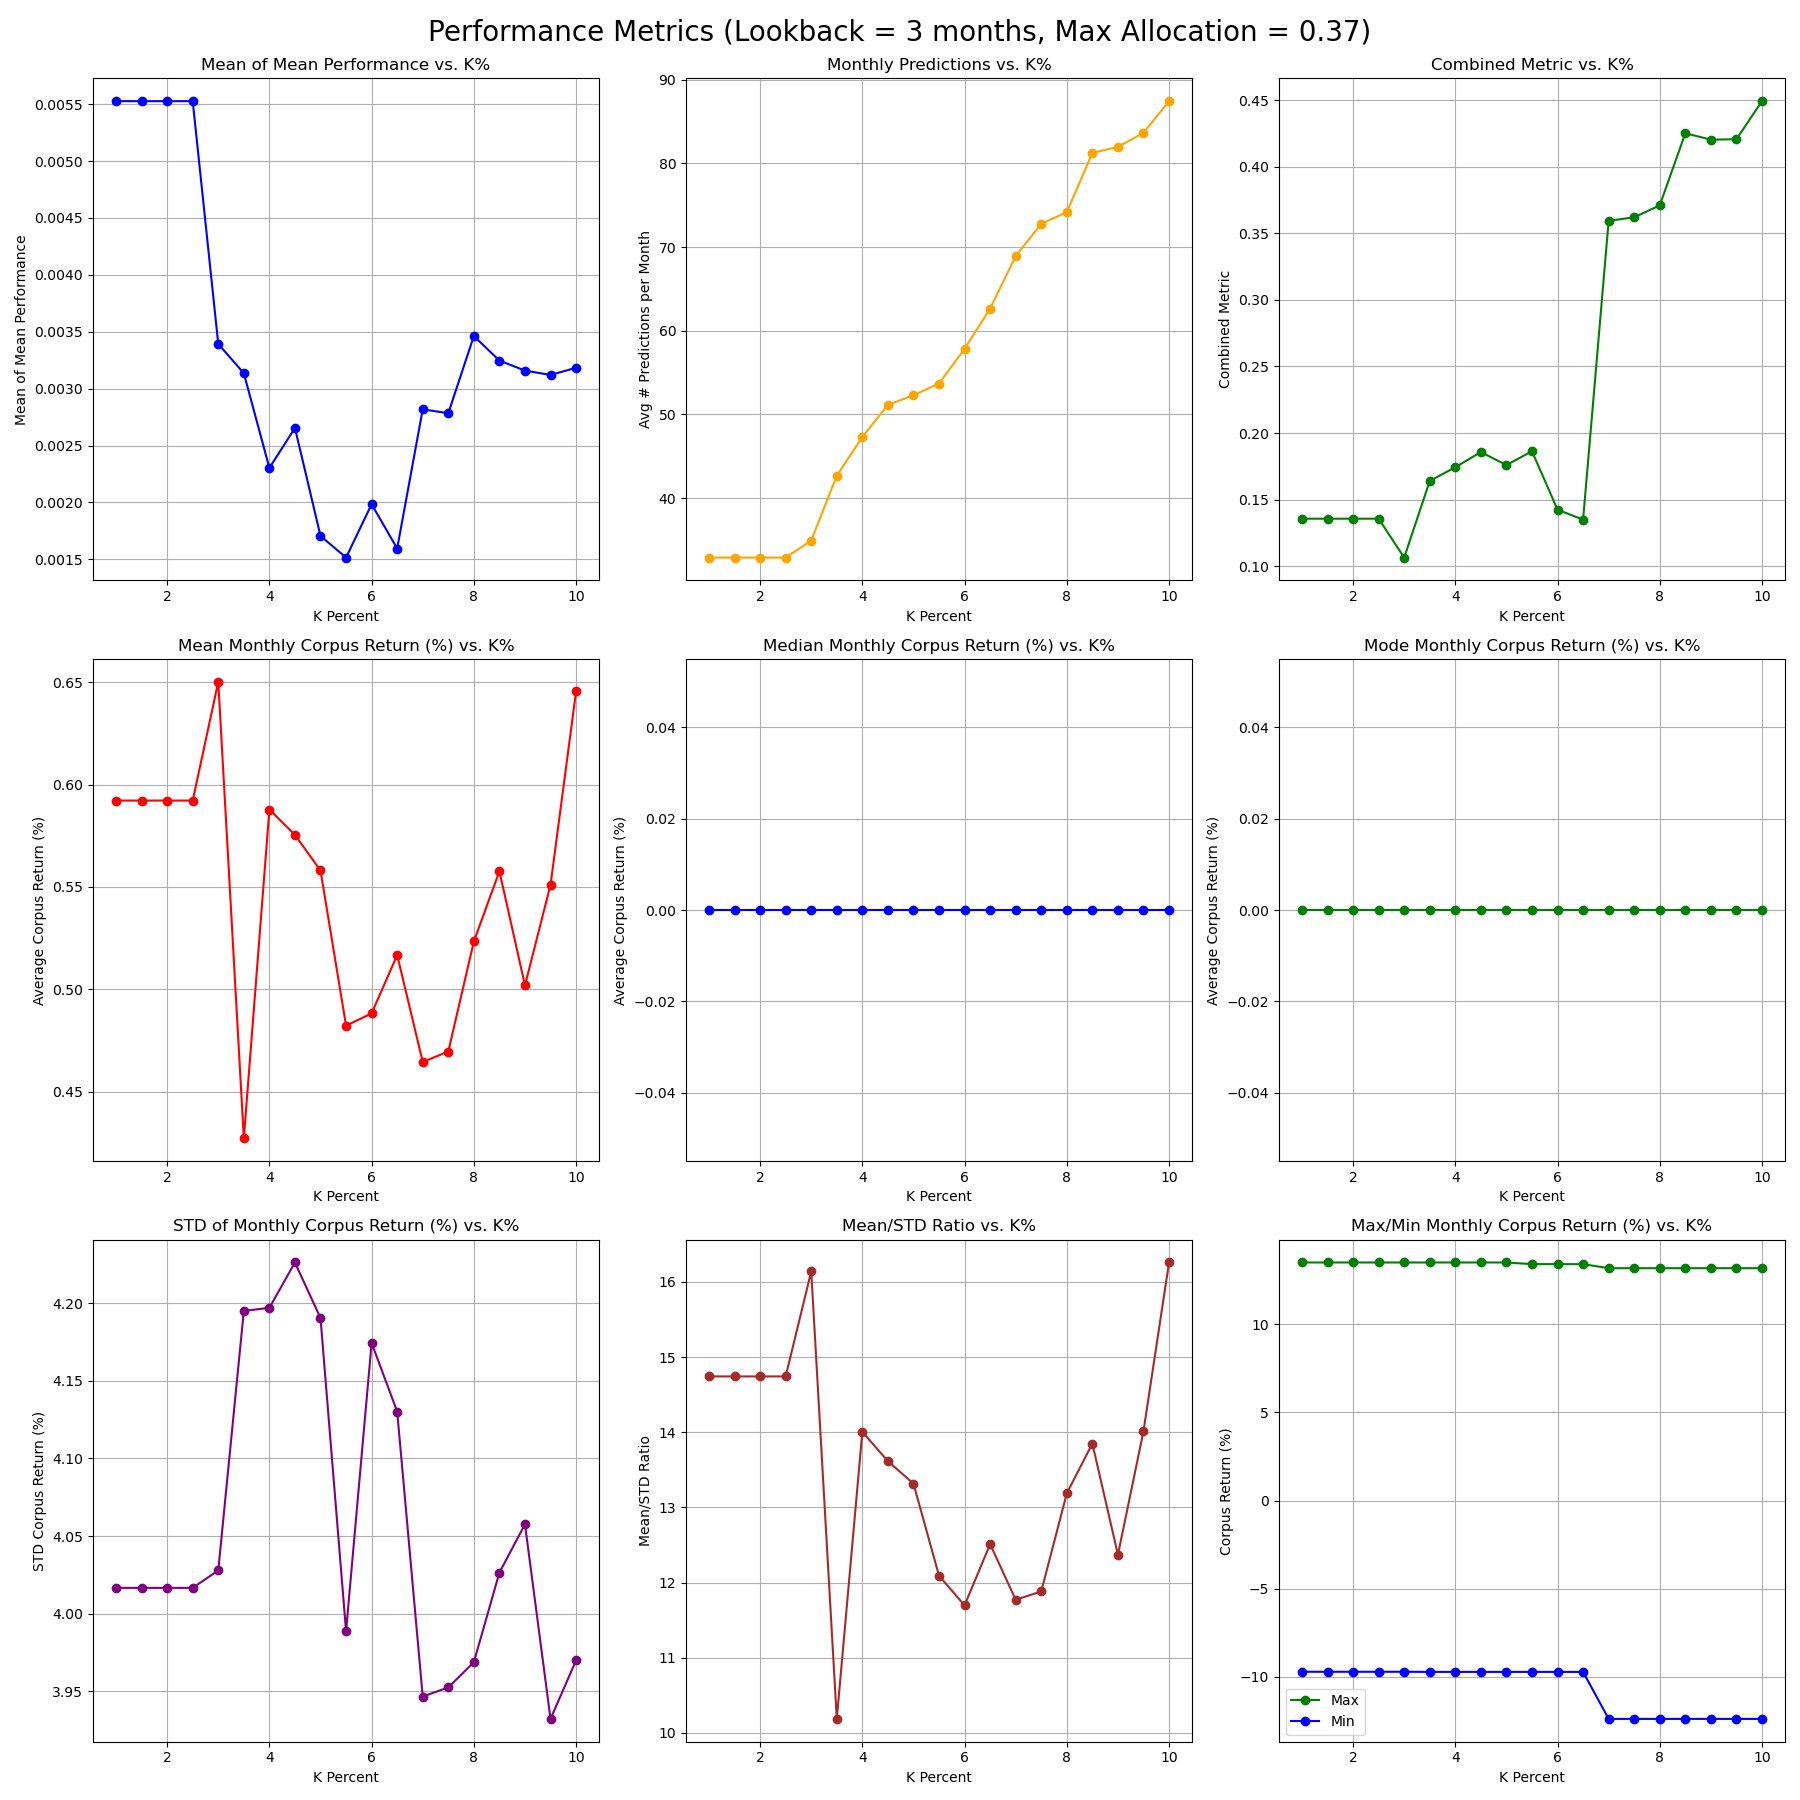 Performance Metrics (Lookback = 3 months, Max Allocation = 0.37)
Mean of Mean Performance vs. K%
Mean of Mean Performance
0.0055
0.0050
0.0045
0.0040
0.0035
0.0030
0.0025
0.0020
0.0015
2 4 6 8 10
K Percent
Monthly Predictions vs. K%
Avg # Predictions per Month
90
80
70
60
50
40
2 4 6 8 10
K Percent
Combined Metric vs. K%
Combined Metric
0.45
0.40
0.35
0.30
0.25
0.20
0.15
0.10
2 4 6 8 10
K Percent
Mean Monthly Corpus Return (%) vs. K%
Average Corpus Return (%)
0.65
0.60
0.55
0.50
0.45
2 4 6 8 10
K Percent
Median Monthly Corpus Return (%) vs. K%
Average Corpus Return (%)
0.04
0.02
0.00
−0.02
−0.04
2 4 6 8 10
K Percent
Mode Monthly Corpus Return (%) vs. K%
Average Corpus Return (%)
0.04
0.02
0.00
−0.02
−0.04
2 4 6 8 10
K Percent
STD of Monthly Corpus Return (%) vs. K%
STD Corpus Return (%)
4.20
4.15
4.10
4.05
4.00
3.95
2 4 6 8 10
K Percent
Mean/STD Ratio vs. K%
Mean/STD Ratio
16
15
14
13
12
11
10
2 4 6 8 10
K Percent
Max/Min Monthly Corpus Return (%) vs. K%
Corpus Return (%)
10
5
0
−5
−10
Max
Min
2 4 6 8 10
K Percent